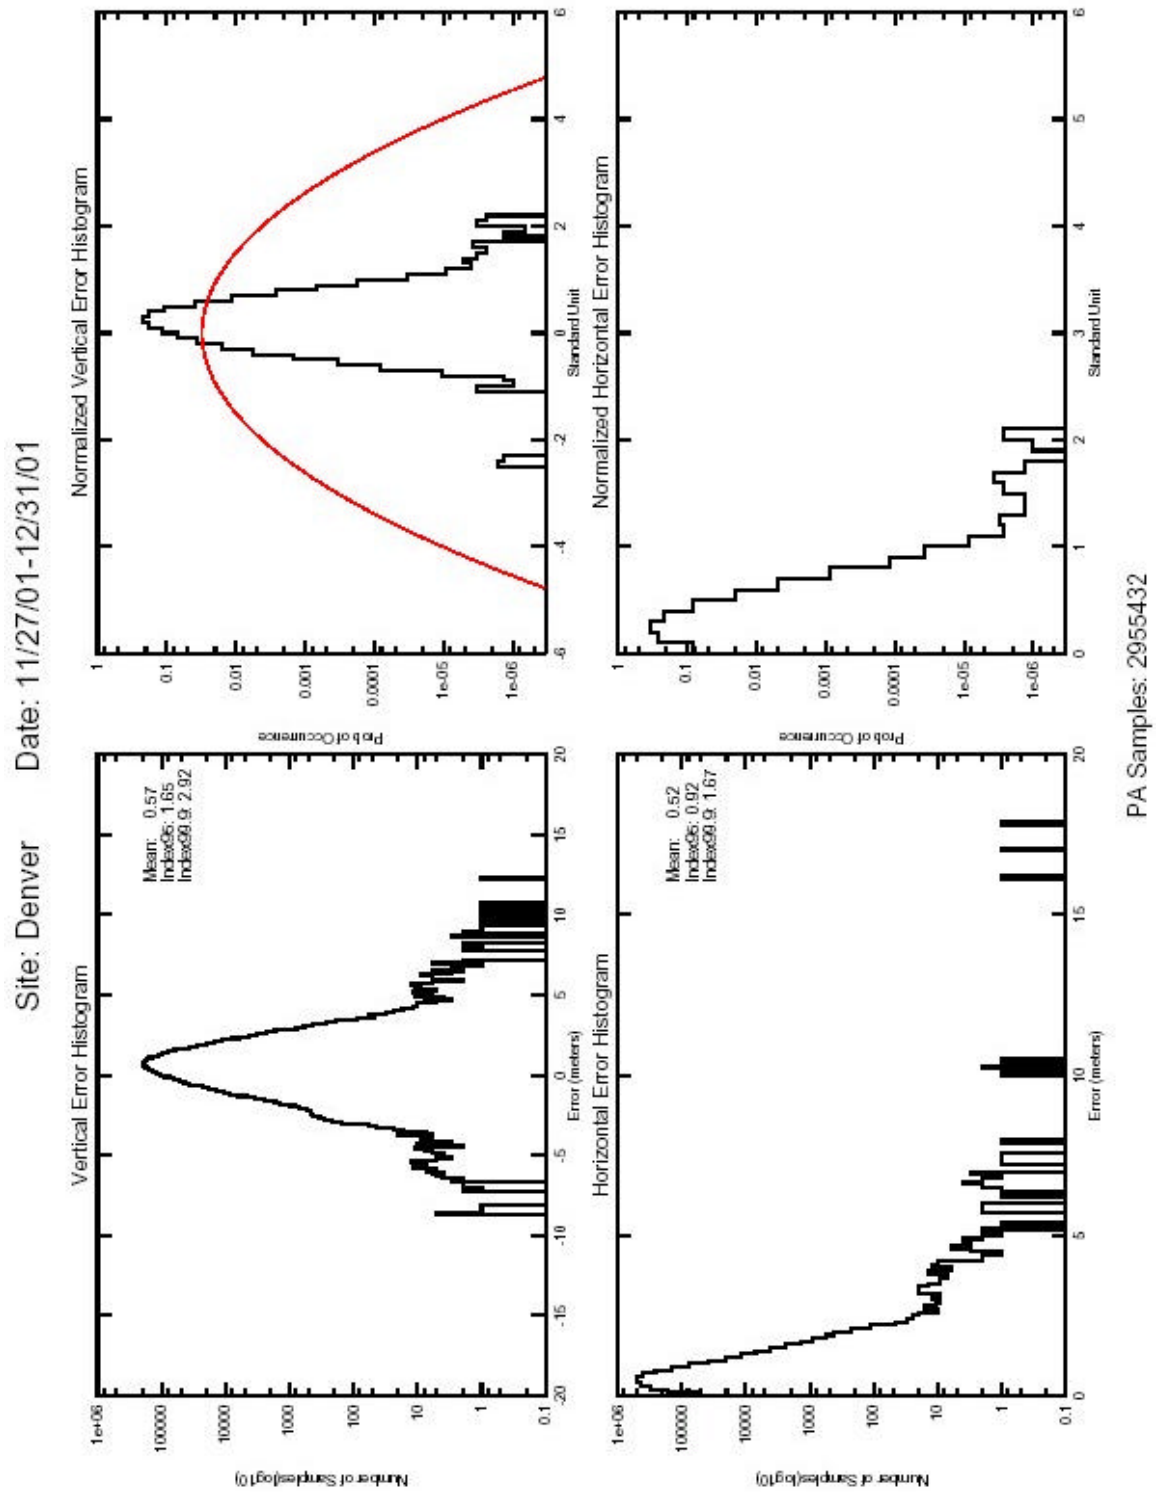 Site: Denver Date: 11/27/01-12/31/01
Vertical Error Histogram
Number of Samples(log10)
1e+06
100000
10000
1000
100
10
1
0.1
Mean: 0.57
Index95: 1.65
Index99.9: 2.92
-20
-15
-10
-5
0
5
10
15
20
Error (meters)
Normalized Vertical Error Histogram
Prob of Occurrence
1
0.1
0.01
0.001
0.0001
1e-05
1e-06
-6
-4
-2
0
2
4
6
Standard Unit
Horizontal Error Histogram
Number of Samples(log10)
1e+06
100000
10000
1000
100
10
1
0.1
Mean: 0.52
Index95: 0.92
Index99.9: 1.67
0
5
10
15
20
Error (meters)
Normalized Horizontal Error Histogram
Prob of Occurrence
1
0.1
0.01
0.001
0.0001
1e-05
1e-06
0
1
2
3
4
5
6
Standard Unit
PA Samples: 2955432